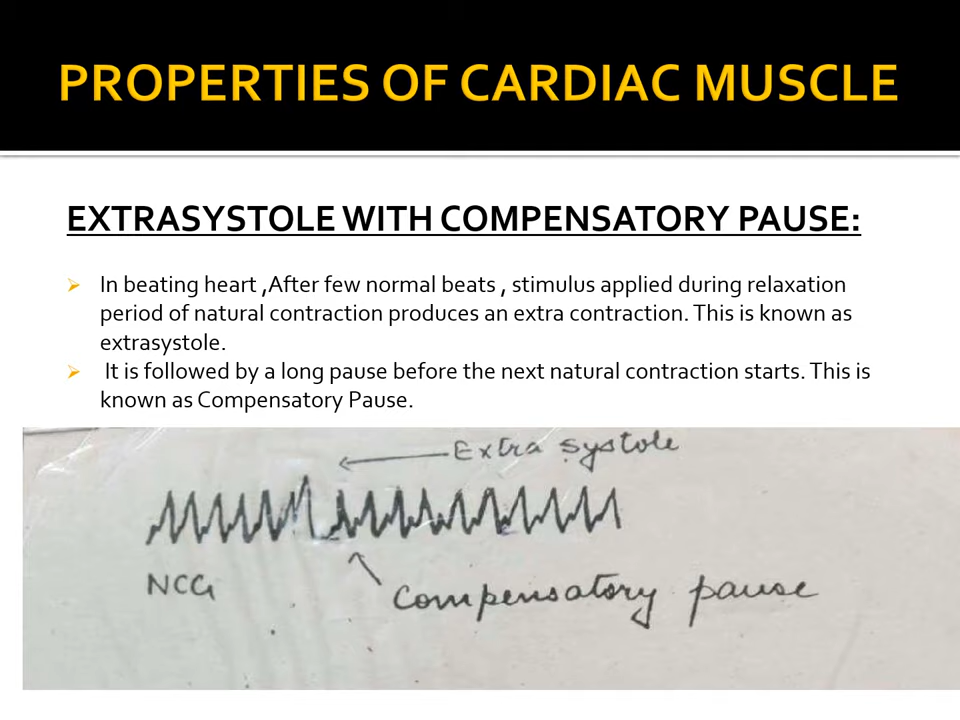 PROPERTIES OF CARDIAC MUSCLE
EXTRASYSTOLE WITH COMPENSATORY PAUSE:
In beating heart ,After few normal beats , stimulus applied during relaxation
period of natural contraction produces an extra contraction. This is known as
extrasystole.
It is followed by a long pause before the next natural contraction starts. This is
known as Compensatory Pause.
Extra systole
NCG
Compensatory pause